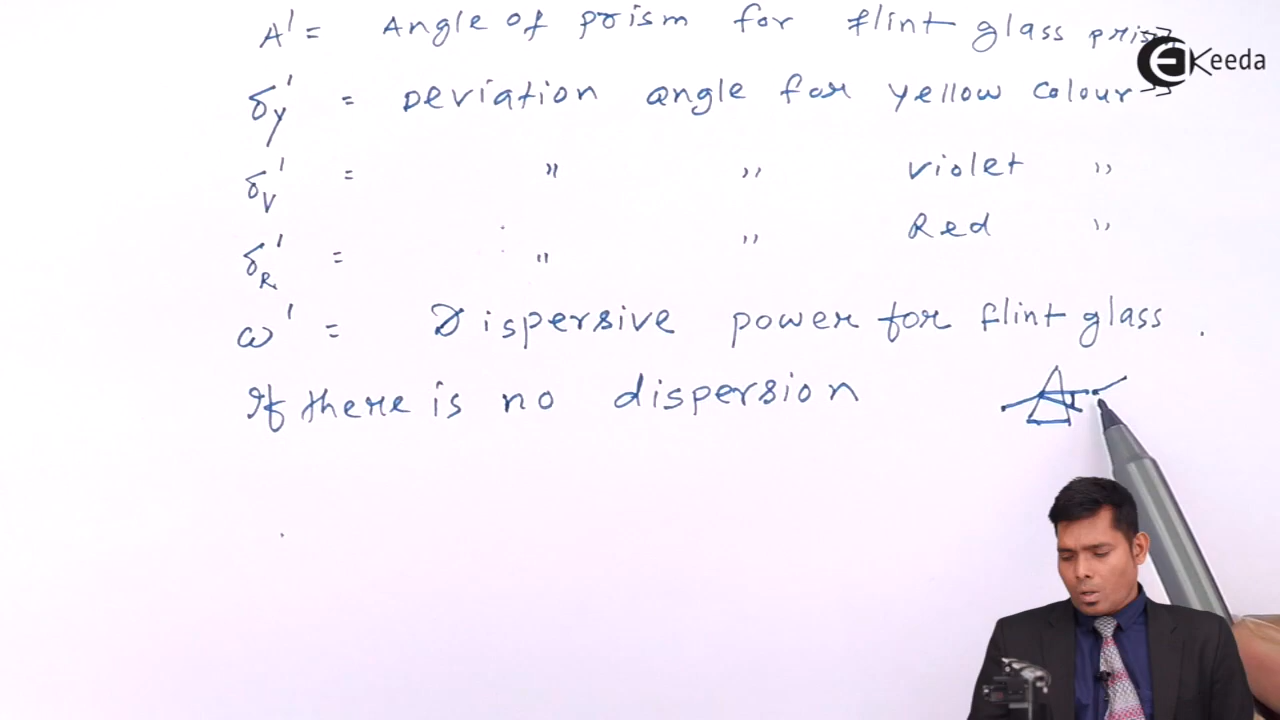 A' = Angle of prism for flint glass prism
Keeda
δy' = Deviation angle for yellow colour
δV' = " " violet "
δR' = " " Red "
ω' = Dispersive power for flint glass .
If there is no dispersion